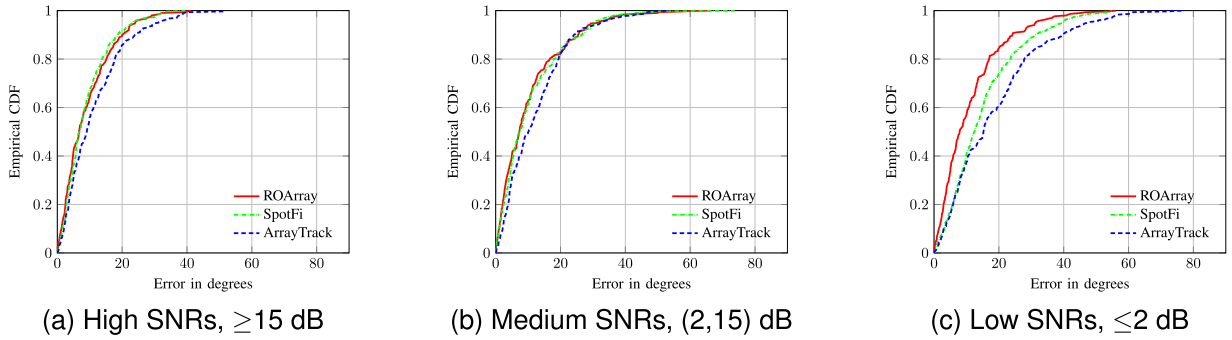 1
0.8
0.6
0.4
0.2
0
Empirical CDF
ROArray
SpotFi
ArrayTrack
0 20 40 60 80
Error in degrees
(a) High SNRs, ≥15 dB
1
0.8
0.6
0.4
0.2
0
Empirical CDF
ROArray
SpotFi
ArrayTrack
0 20 40 60 80
Error in degrees
(b) Medium SNRs, (2,15) dB
1
0.8
0.6
0.4
0.2
0
Empirical CDF
ROArray
SpotFi
ArrayTrack
0 20 40 60 80
Error in degrees
(c) Low SNRs, ≤2 dB